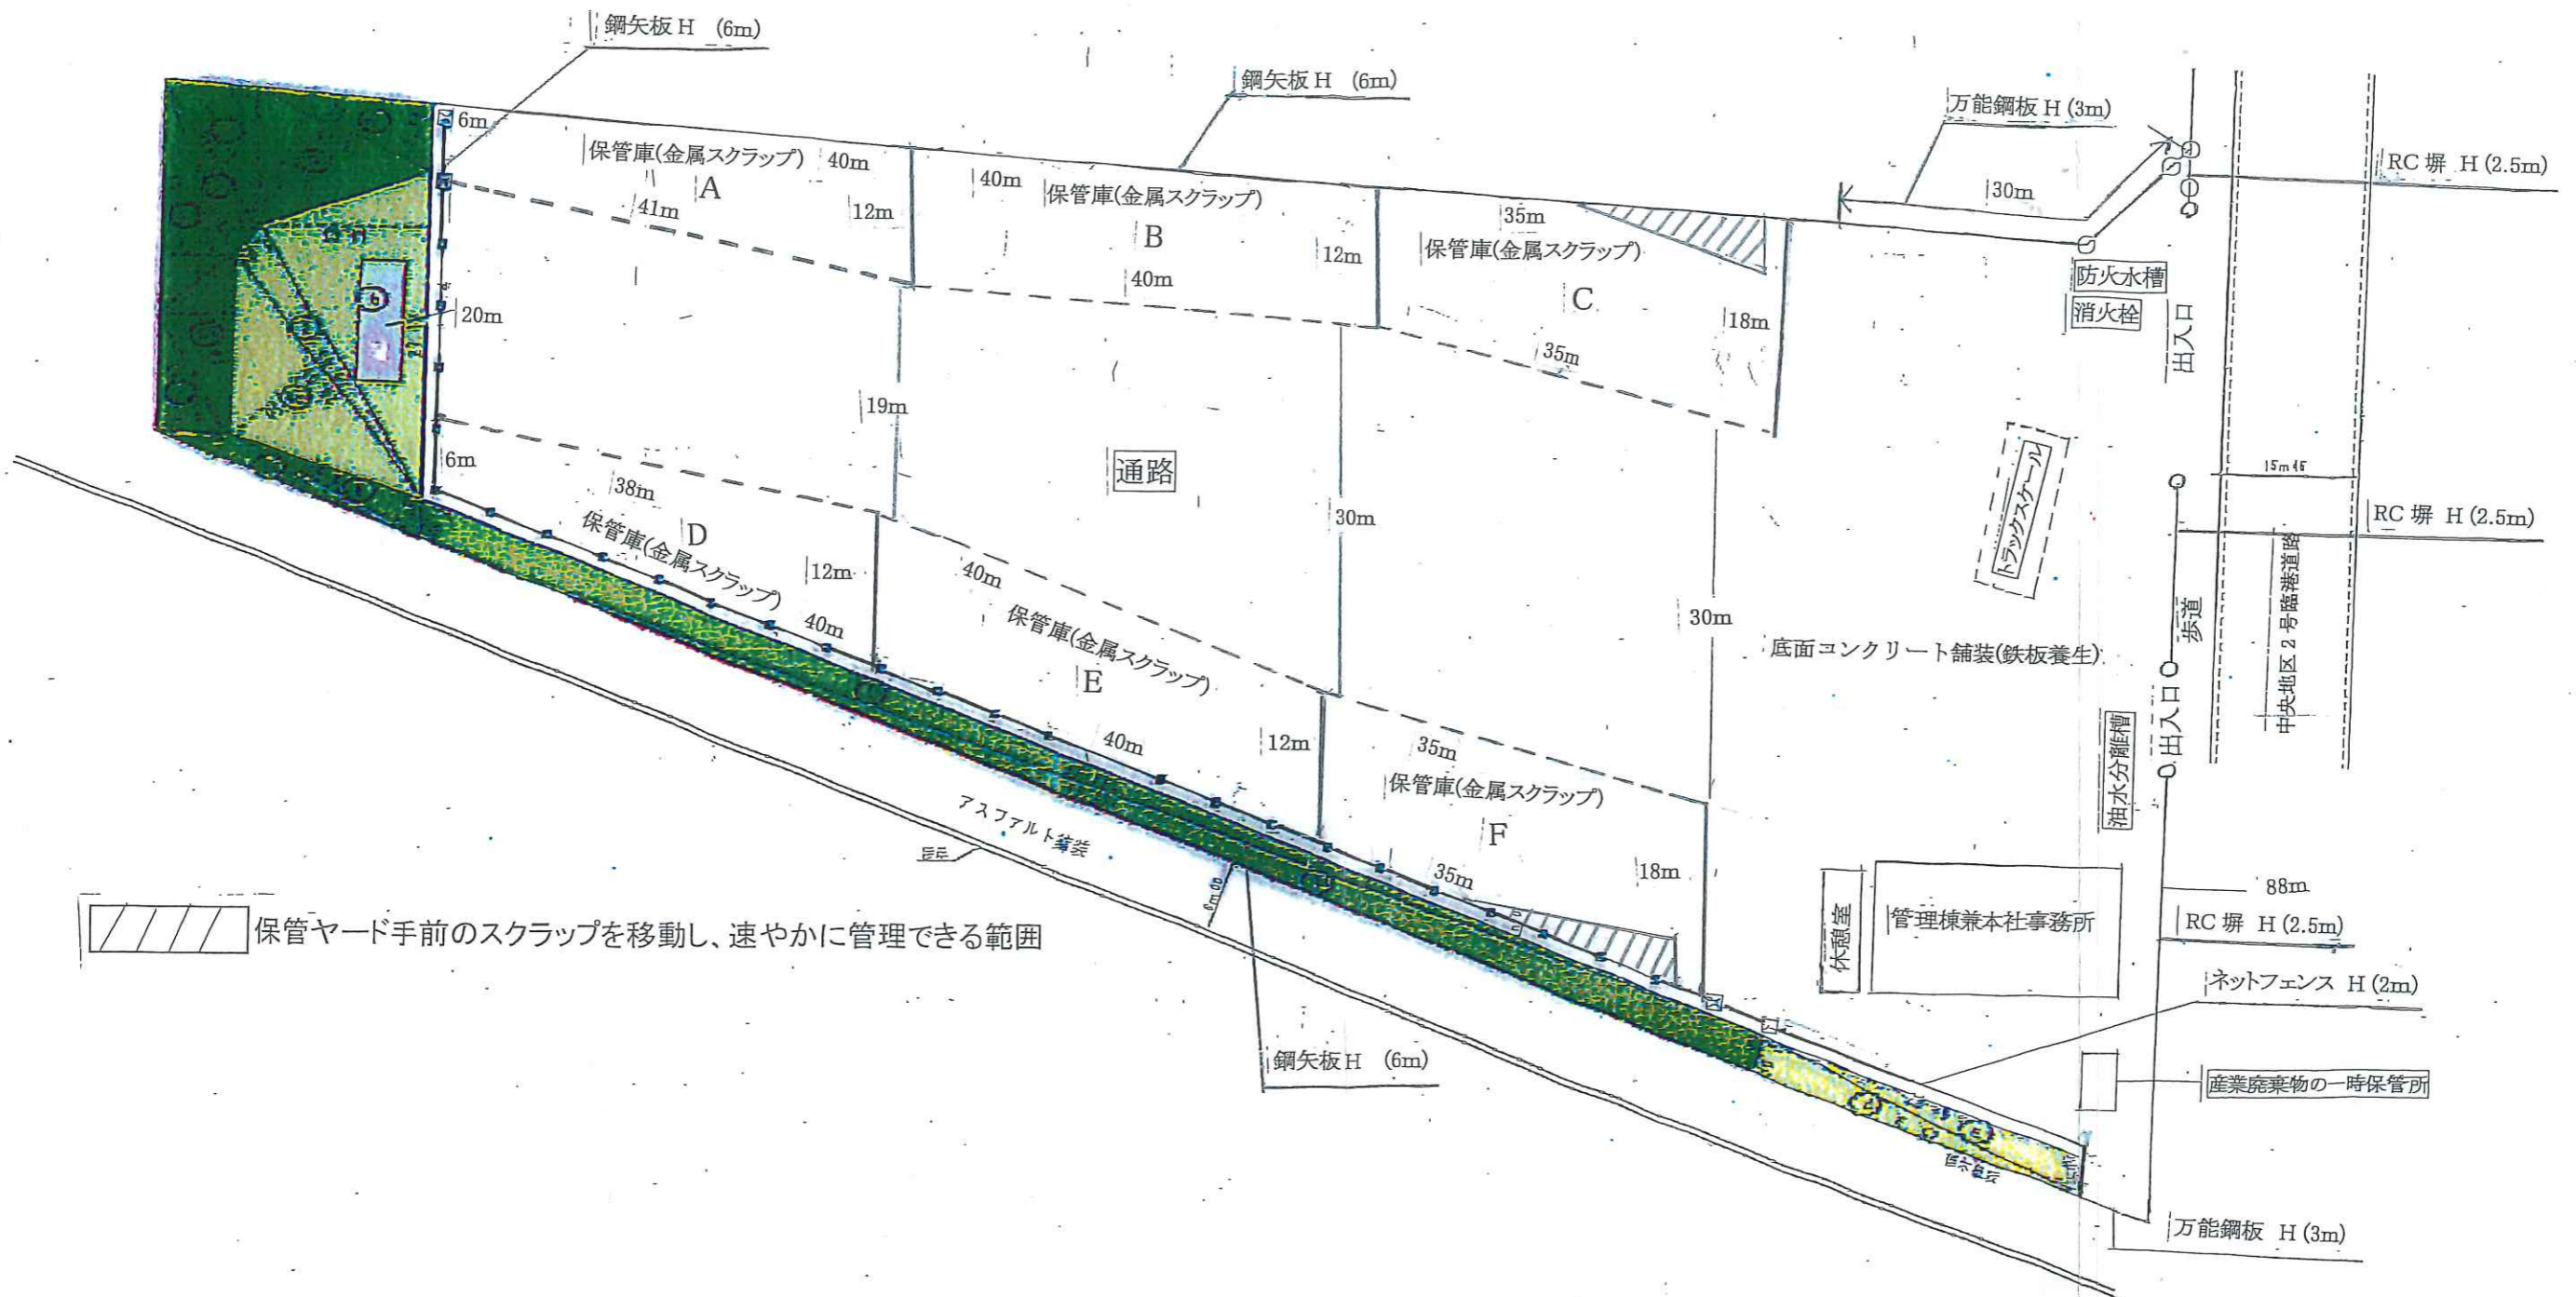 鋼矢板 H (6m)
鋼矢板 H (6m)
万能鋼板 H (3m)
RC 塀 H (2.5m)
6m
保管庫(金属スクラップ)
40m
A
41m
12m
40m
保管庫(金属スクラップ)
B
40m
12m
35m
保管庫(金属スクラップ)
C
35m
18m
30m
防火水槽
消火栓
出入口
20m
19m
通路
30m
30m
トラックスケール
15m46
RC 塀 H (2.5m)
中央地区 2 号臨港道路
歩道
底面コンクリート舗装(鉄板養生)
出入口
油水分離槽
6m
38m
D
保管庫(金属スクラップ)
12m
40m
40m
保管庫(金属スクラップ)
E
40m
12m
35m
保管庫(金属スクラップ)
F
35m
18m
休憩室
管理棟兼本社事務所
88m
RC 塀 H (2.5m)
ネットフェンス H (2m)
産業廃棄物の一時保管所
万能鋼板 H (3m)
アスファルト舗装
6m00
鋼矢板 H (6m)
保管ヤード手前のスクラップを移動し、速やかに管理できる範囲